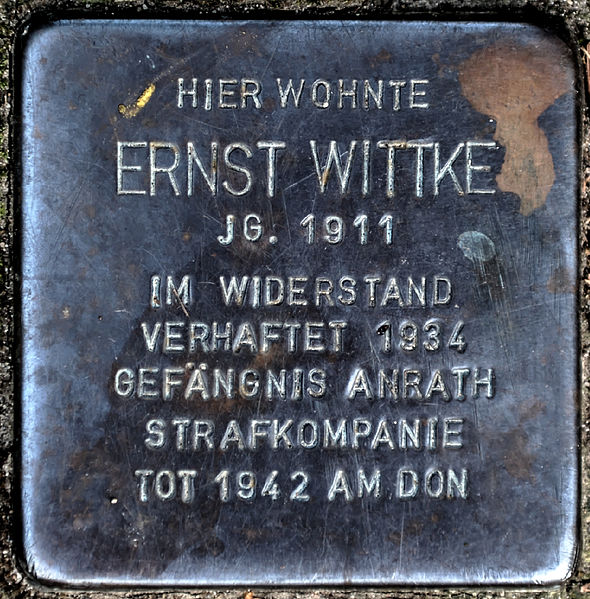 HIER WOHNTE
ERNST WITTKE
JG. 1911
IM WIDERSTAND
VERHAFTET 1934
GEFÄNGNIS ANRATH
STRAFKOMPANIE
TOT 1942 AM DON